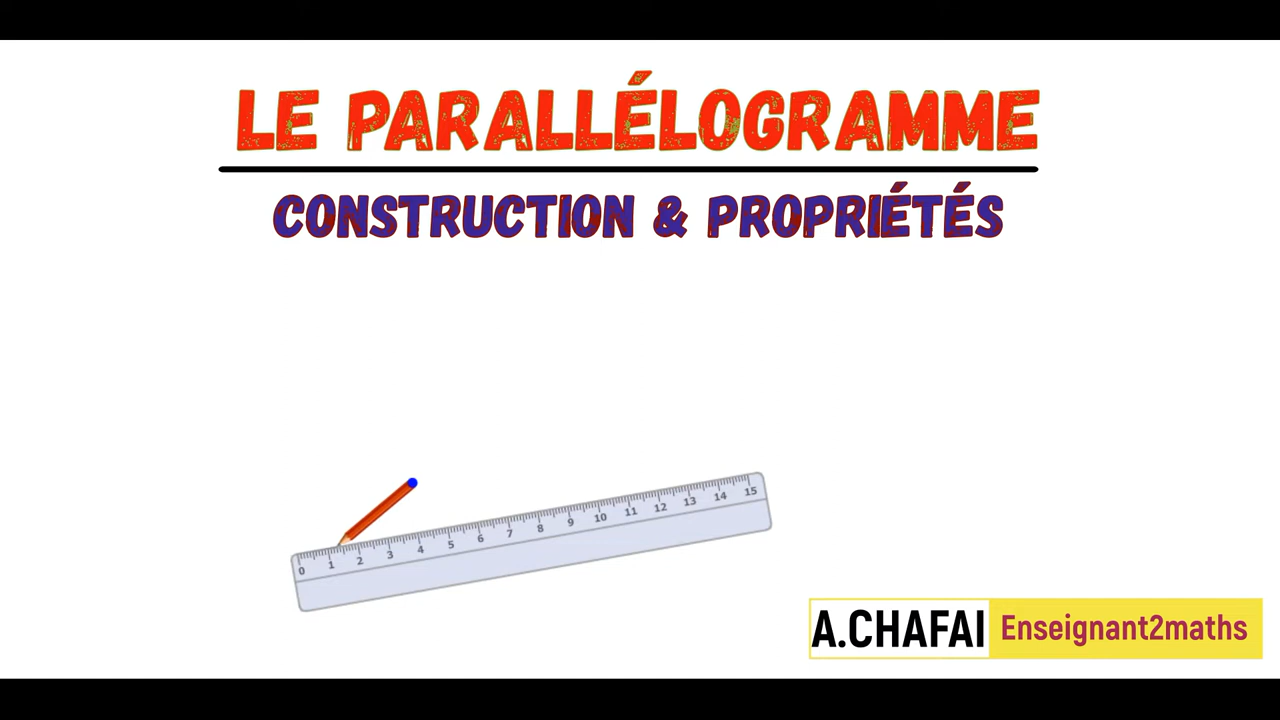 LE PARALLÉLOGRAMME
CONSTRUCTION & PROPRIÉTÉS
0 1 2 3 4 5 6 7 8 9 10 11 12 13 14 15
A.CHAFAI Enseignant2maths